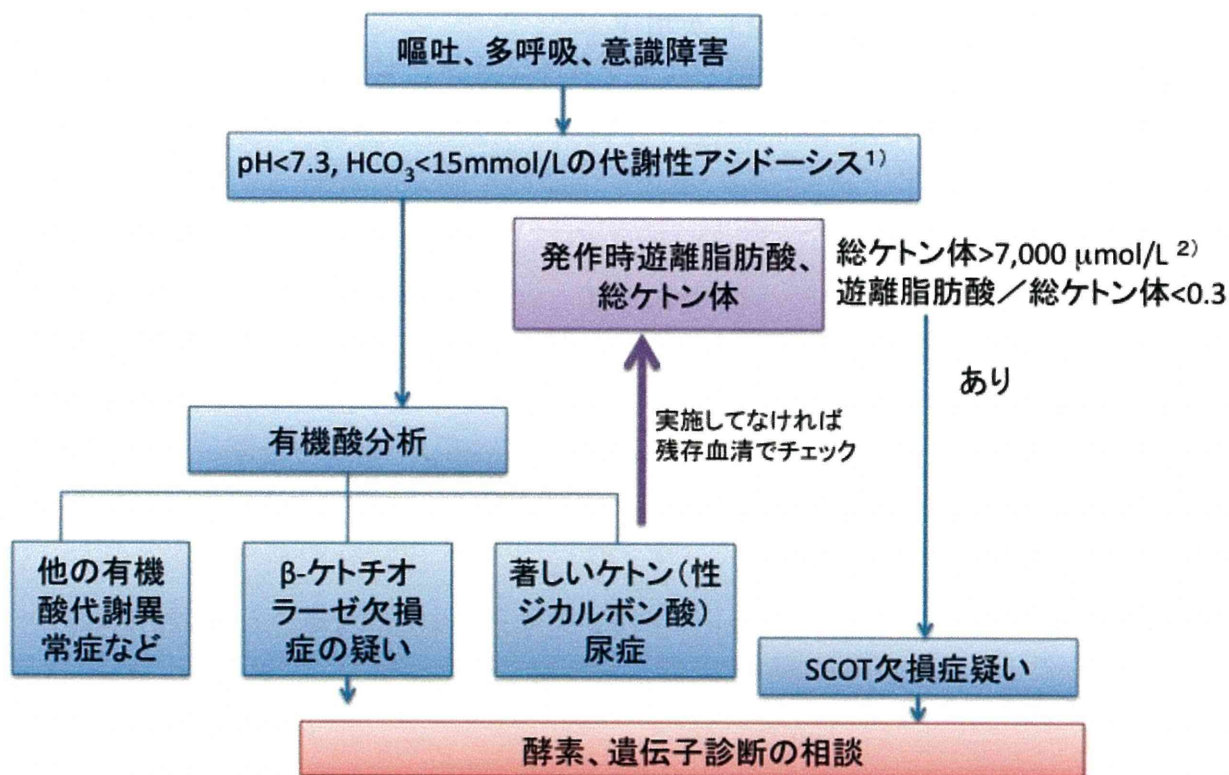 嘔吐、多呼吸、意識障害
pH<7.3, HCO₃<15mmol/Lの代謝性アシドーシス¹⁾
発作時遊離脂肪酸、
総ケトン体
総ケトン体>7,000 μmol/L ²⁾
遊離脂肪酸／総ケトン体<0.3
あり
実施してなければ
残存血清でチェック
有機酸分析
他の有機
酸代謝異
常症など
β-ケトチオ
ラーゼ欠損
症の疑い
著しいケトン(性
ジカルボン酸)
尿症
SCOT欠損症疑い
酵素、遺伝子診断の相談